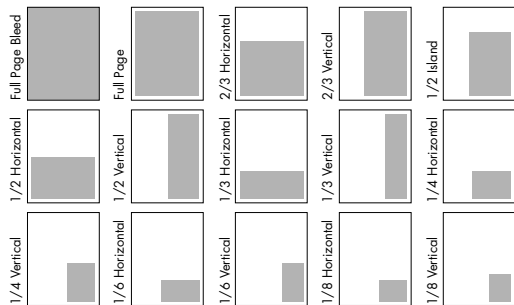 Full Page Bleed
Full Page
2/3 Horizontal
2/3 Vertical
1/2 Island
1/2 Horizontal
1/2 Vertical
1/3 Horizontal
1/3 Vertical
1/4 Horizontal
1/4 Vertical
1/6 Horizontal
1/6 Vertical
1/8 Horizontal
1/8 Vertical